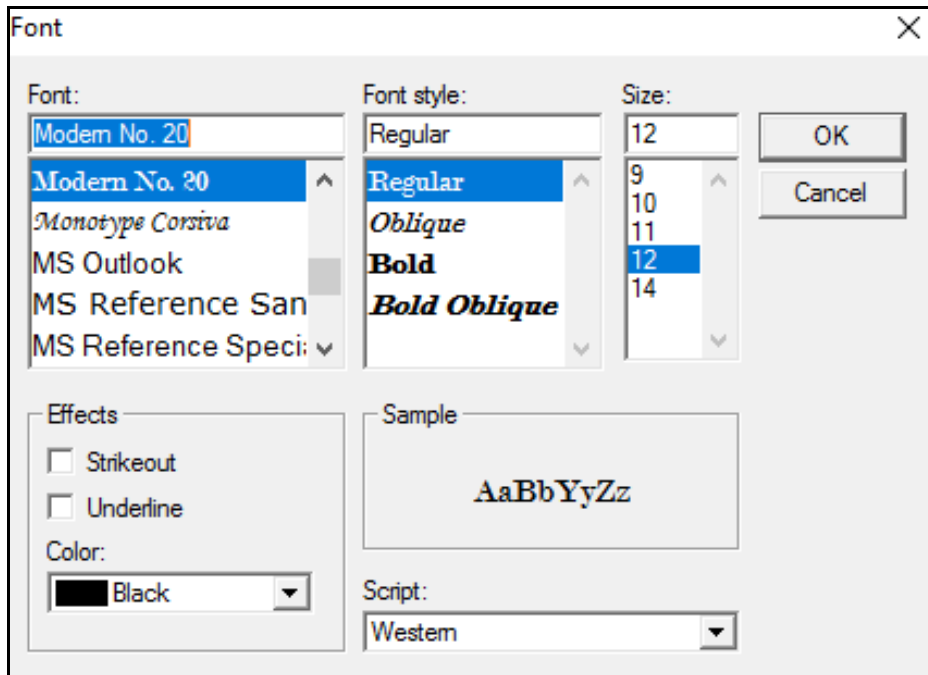 Font
Font:
Font style:
Size:
Modern No. 20
Regular
12
OK
Modern No. 20
Monotype Corsiva
MS Outlook
MS Reference San
MS Reference Speci
Regular
Oblique
Bold
Bold Oblique
9
10
11
12
14
Cancel
Effects
Strikeout
Underline
Color:
Black
Sample
AaBbYyZz
Script:
Western